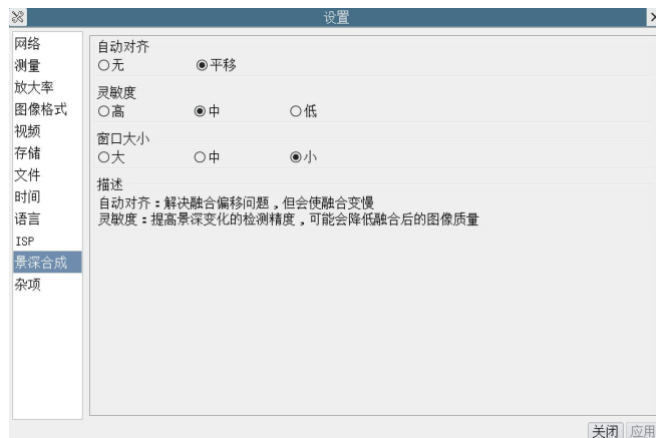 设置
网络
测量
放大率
图像格式
视频
存储
文件
时间
语言
ISP
景深合成
杂项
自动对齐
无 平移
灵敏度
高 中 低
窗口大小
大 中 小
描述
自动对齐：解决融合偏移问题，但会使融合变慢
灵敏度：提高景深变化的检测精度，可能会降低融合后的图像质量
关闭 应用